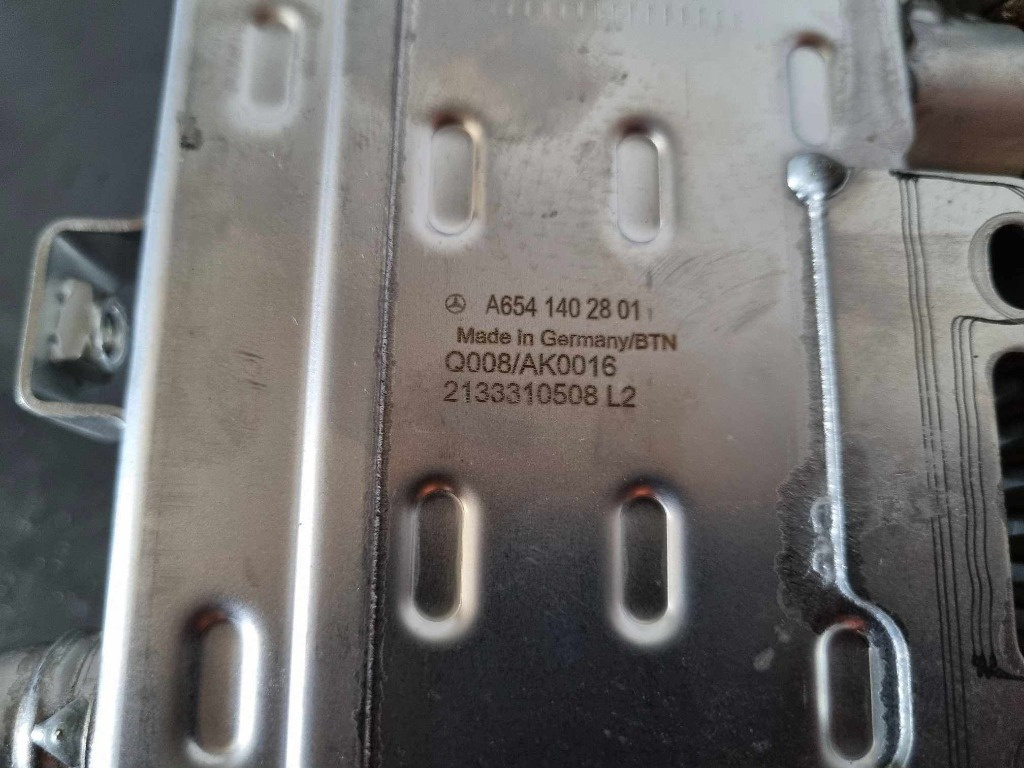 A654 140 28 01
Made in Germany/BTN
Q008/AK0016
2133310508 L2